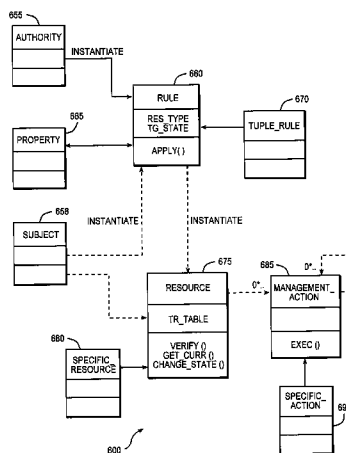 655
AUTHORITY
INSTANTIATE
660
RULE
RES_TYPE
TG_STATE
APPLY( )
670
TUPLE_RULE
665
PROPERTY
658
SUBJECT
INSTANTIATE
INSTANTIATE
675
RESOURCE
TR_TABLE
VERIFY ()
GET_CURR ()
CHANGE_STATE ()
0*..
0*..
685
MANAGEMENT_
ACTION
EXEC ()
680
SPECIFIC_
RESOURCE
SPECIFIC_
ACTION
600